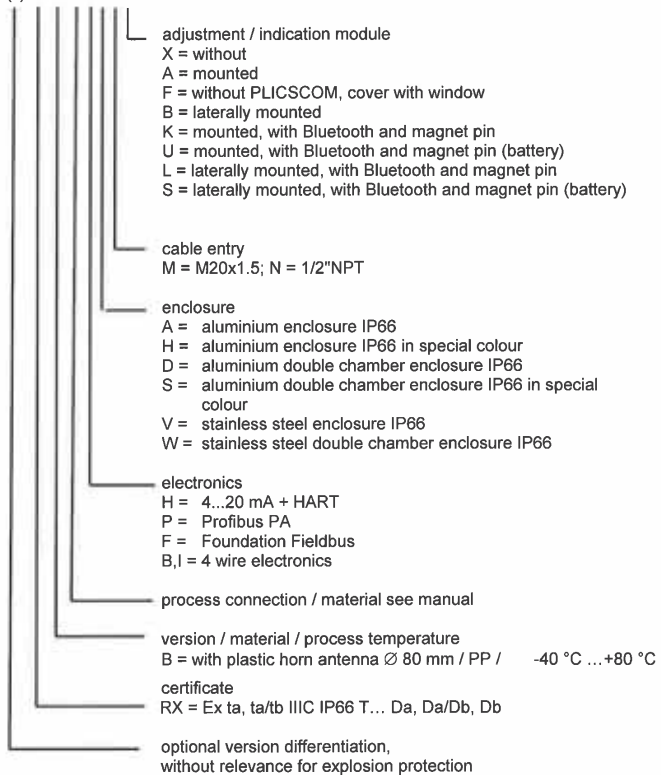 adjustment / indication module
X = without
A = mounted
F = without PLICSCOM, cover with window
B = laterally mounted
K = mounted, with Bluetooth and magnet pin
U = mounted, with Bluetooth and magnet pin (battery)
L = laterally mounted, with Bluetooth and magnet pin
S = laterally mounted, with Bluetooth and magnet pin (battery)
cable entry
M = M20x1.5; N = 1/2"NPT
enclosure
A = aluminium enclosure IP66
H = aluminium enclosure IP66 in special colour
D = aluminium double chamber enclosure IP66
S = aluminium double chamber enclosure IP66 in special
colour
V = stainless steel enclosure IP66
W = stainless steel double chamber enclosure IP66
electronics
H = 4...20 mA + HART
P = Profibus PA
F = Foundation Fieldbus
B,I = 4 wire electronics
process connection / material see manual
version / material / process temperature
B = with plastic horn antenna ∅ 80 mm / PP / -40 °C ...+80 °C
certificate
RX = Ex ta, ta/tb IIIC IP66 T... Da, Da/Db, Db
optional version differentiation,
without relevance for explosion protection